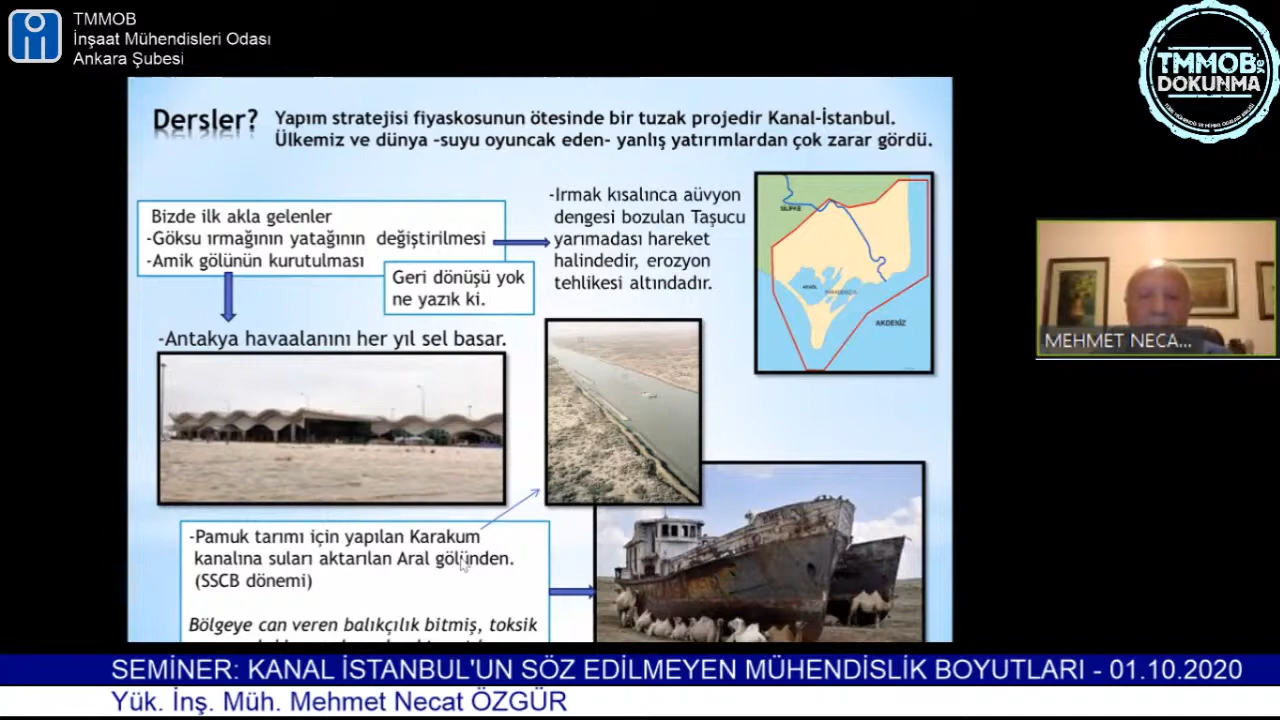 TMMOB
İnşaat Mühendisleri Odası
Ankara Şubesi
TMMOB
DOKUNMA
Dersler?
Yapım stratejisi fiyaskosunun ötesinde bir tuzak projedir Kanal-İstanbul.
Ülkemiz ve dünya -suyu oyuncak eden- yanlış yatırımlardan çok zarar gördü.
Bizde ilk akla gelenler
-Göksu ırmağının yatağının değiştirilmesi
-Amik gölünün kurutulması
Geri dönüşü yok
ne yazık ki.
-Irmak kısalınca aüvyon
dengesi bozulan Taşucu
yarımadası hareket
halindedir, erozyon
tehlikesi altındadır.
AKDENİZ
-Antakya havaalanını her yıl sel basar.
-Pamuk tarımı için yapılan Karakum
kanalına suları aktarılan Aral gölünden.
(SSCB dönemi)
Bölgeye can veren balıkçılık bitmiş, toksik
MEHMET NECA...
SEMİNER: KANAL İSTANBUL'UN SÖZ EDİLMEYEN MÜHENDİSLİK BOYUTLARI - 01.10.2020
Yük. İnş. Müh. Mehmet Necat ÖZGÜR